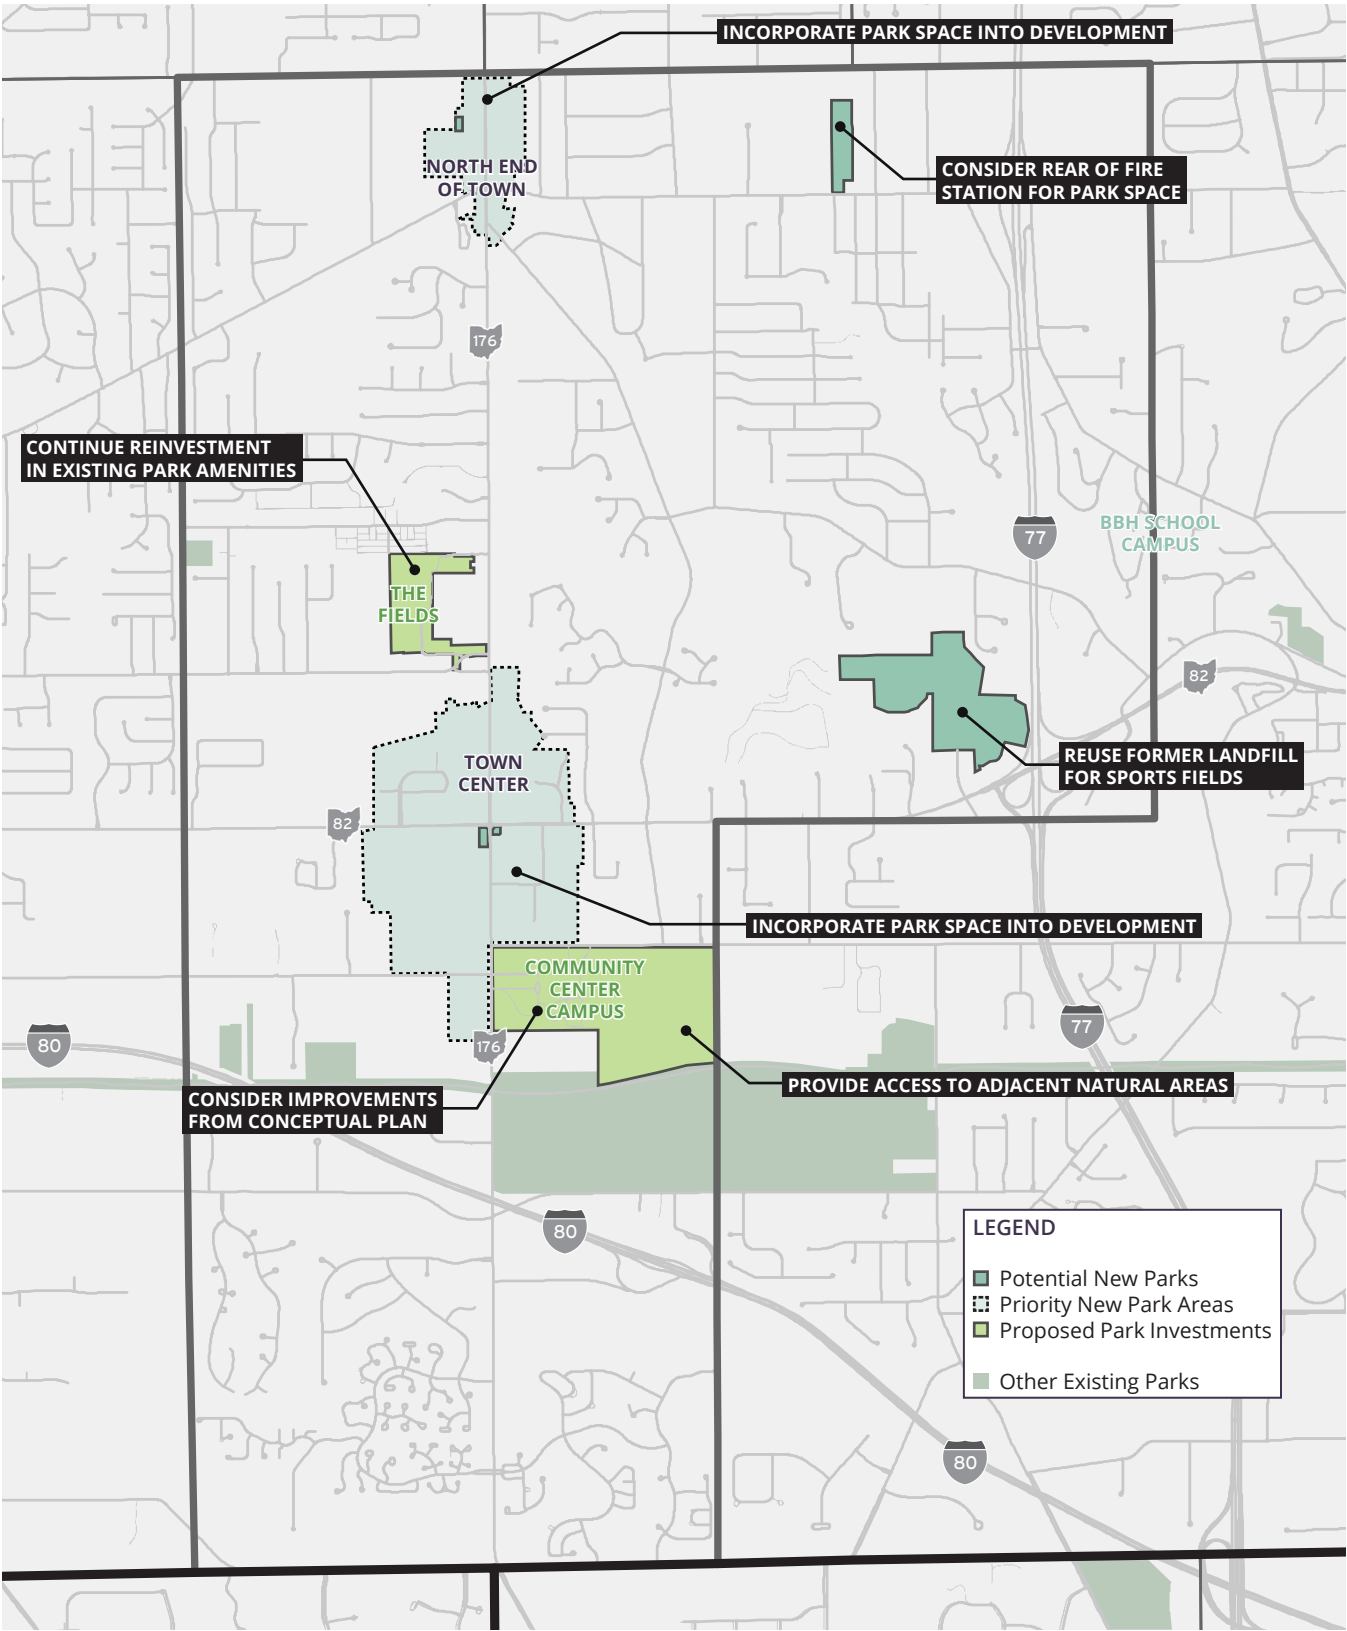 INCORPORATE PARK SPACE INTO DEVELOPMENT
NORTH END
OF TOWN
CONSIDER REAR OF FIRE
STATION FOR PARK SPACE
176
CONTINUE REINVESTMENT
IN EXISTING PARK AMENITIES
77
BBH SCHOOL
CAMPUS
THE
FIELDS
82
TOWN
CENTER
REUSE FORMER LANDFILL
FOR SPORTS FIELDS
82
INCORPORATE PARK SPACE INTO DEVELOPMENT
COMMUNITY
CENTER
CAMPUS
77
80
176
PROVIDE ACCESS TO ADJACENT NATURAL AREAS
CONSIDER IMPROVEMENTS
FROM CONCEPTUAL PLAN
80
LEGEND
Potential New Parks
Priority New Park Areas
Proposed Park Investments
Other Existing Parks
80